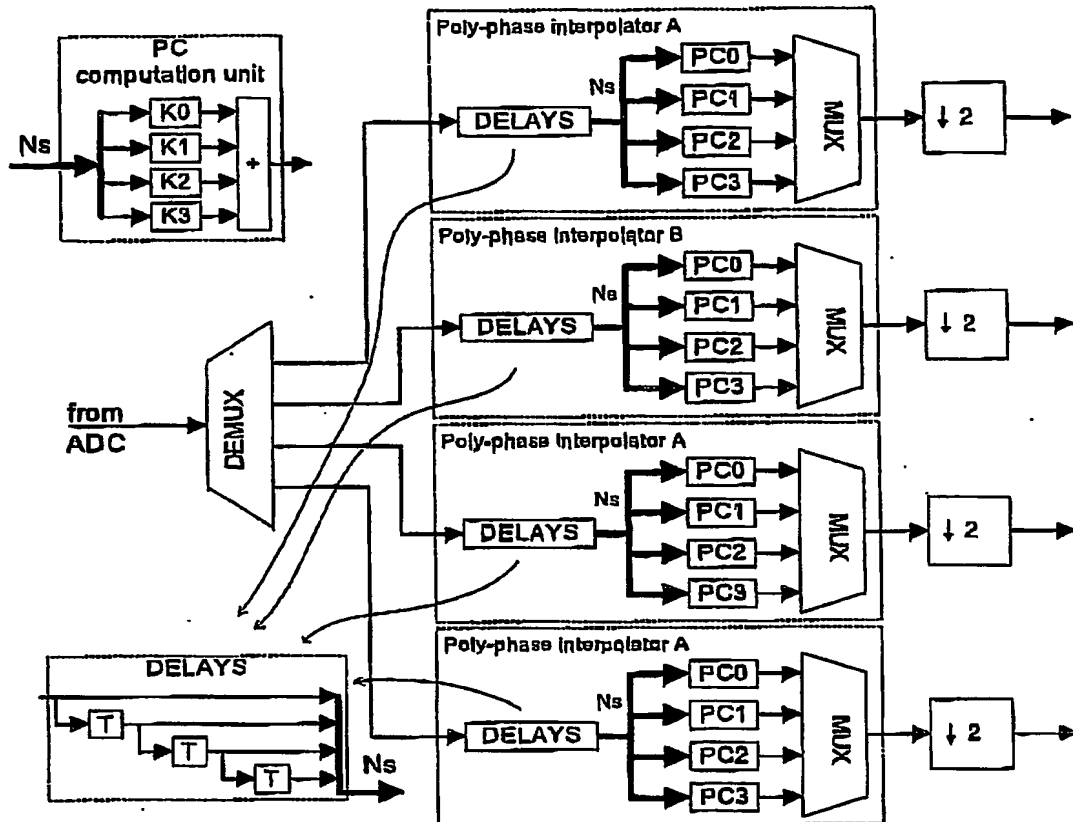 PC
computation unit
Ns
K0
K1
K2
K3
+
from
ADC
DEMUX
DELAYS
T
T
T
Ns
Poly-phase interpolator A
DELAYS
Ns
PC0
PC1
PC2
PC3
MUX
↓ 2
Poly-phase interpolator B
DELAYS
Ns
PC0
PC1
PC2
PC3
MUX
↓ 2
Poly-phase interpolator A
DELAYS
Ns
PC0
PC1
PC2
PC3
MUX
↓ 2
Poly-phase interpolator A
DELAYS
Ns
PC0
PC1
PC2
PC3
MUX
↓ 2